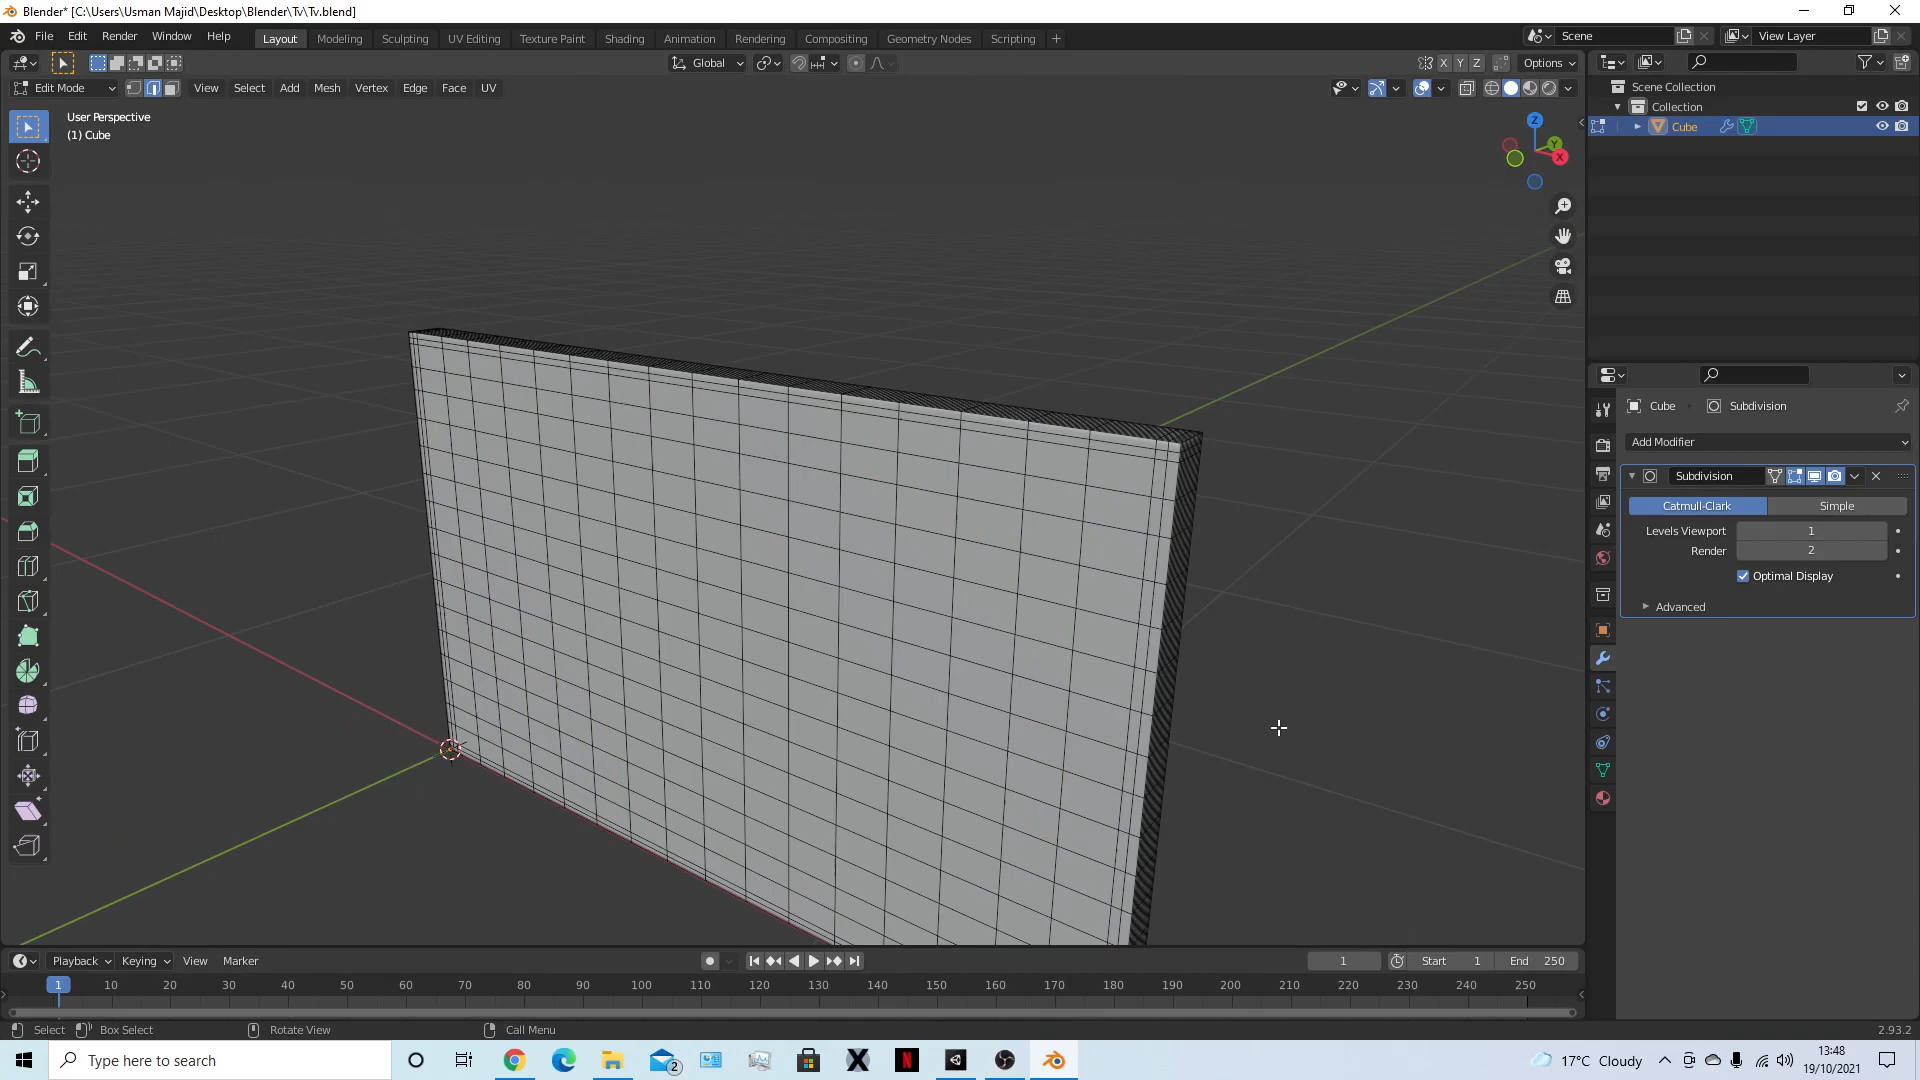 Blender* [C:\Users\Usman Majid\Desktop\Blender\Tv\Tv.blend]
File Edit Render Window Help Layout Modeling Sculpting UV Editing Texture Paint Shading Animation Rendering Compositing Geometry Nodes Scripting + Scene View Layer
Global X Y Z Options
Edit Mode View Select Add Mesh Vertex Edge Face UV
User Perspective
(1) Cube
Z
Y
X
Scene Collection
Collection
Cube
Cube Subdivision
Add Modifier
Subdivision
Catmull-Clark Simple
Levels Viewport 1
Render 2
Optimal Display
Advanced
Playback Keying View Marker 1 Start 1 End 250
1 10 20 30 40 50 60 70 80 90 100 110 120 130 140 150 160 170 180 190 200 210 220 230 240 250
Select Box Select Rotate View Call Menu 2.93.2
Type here to search
2
N
17°C Cloudy
13:48
19/10/2021